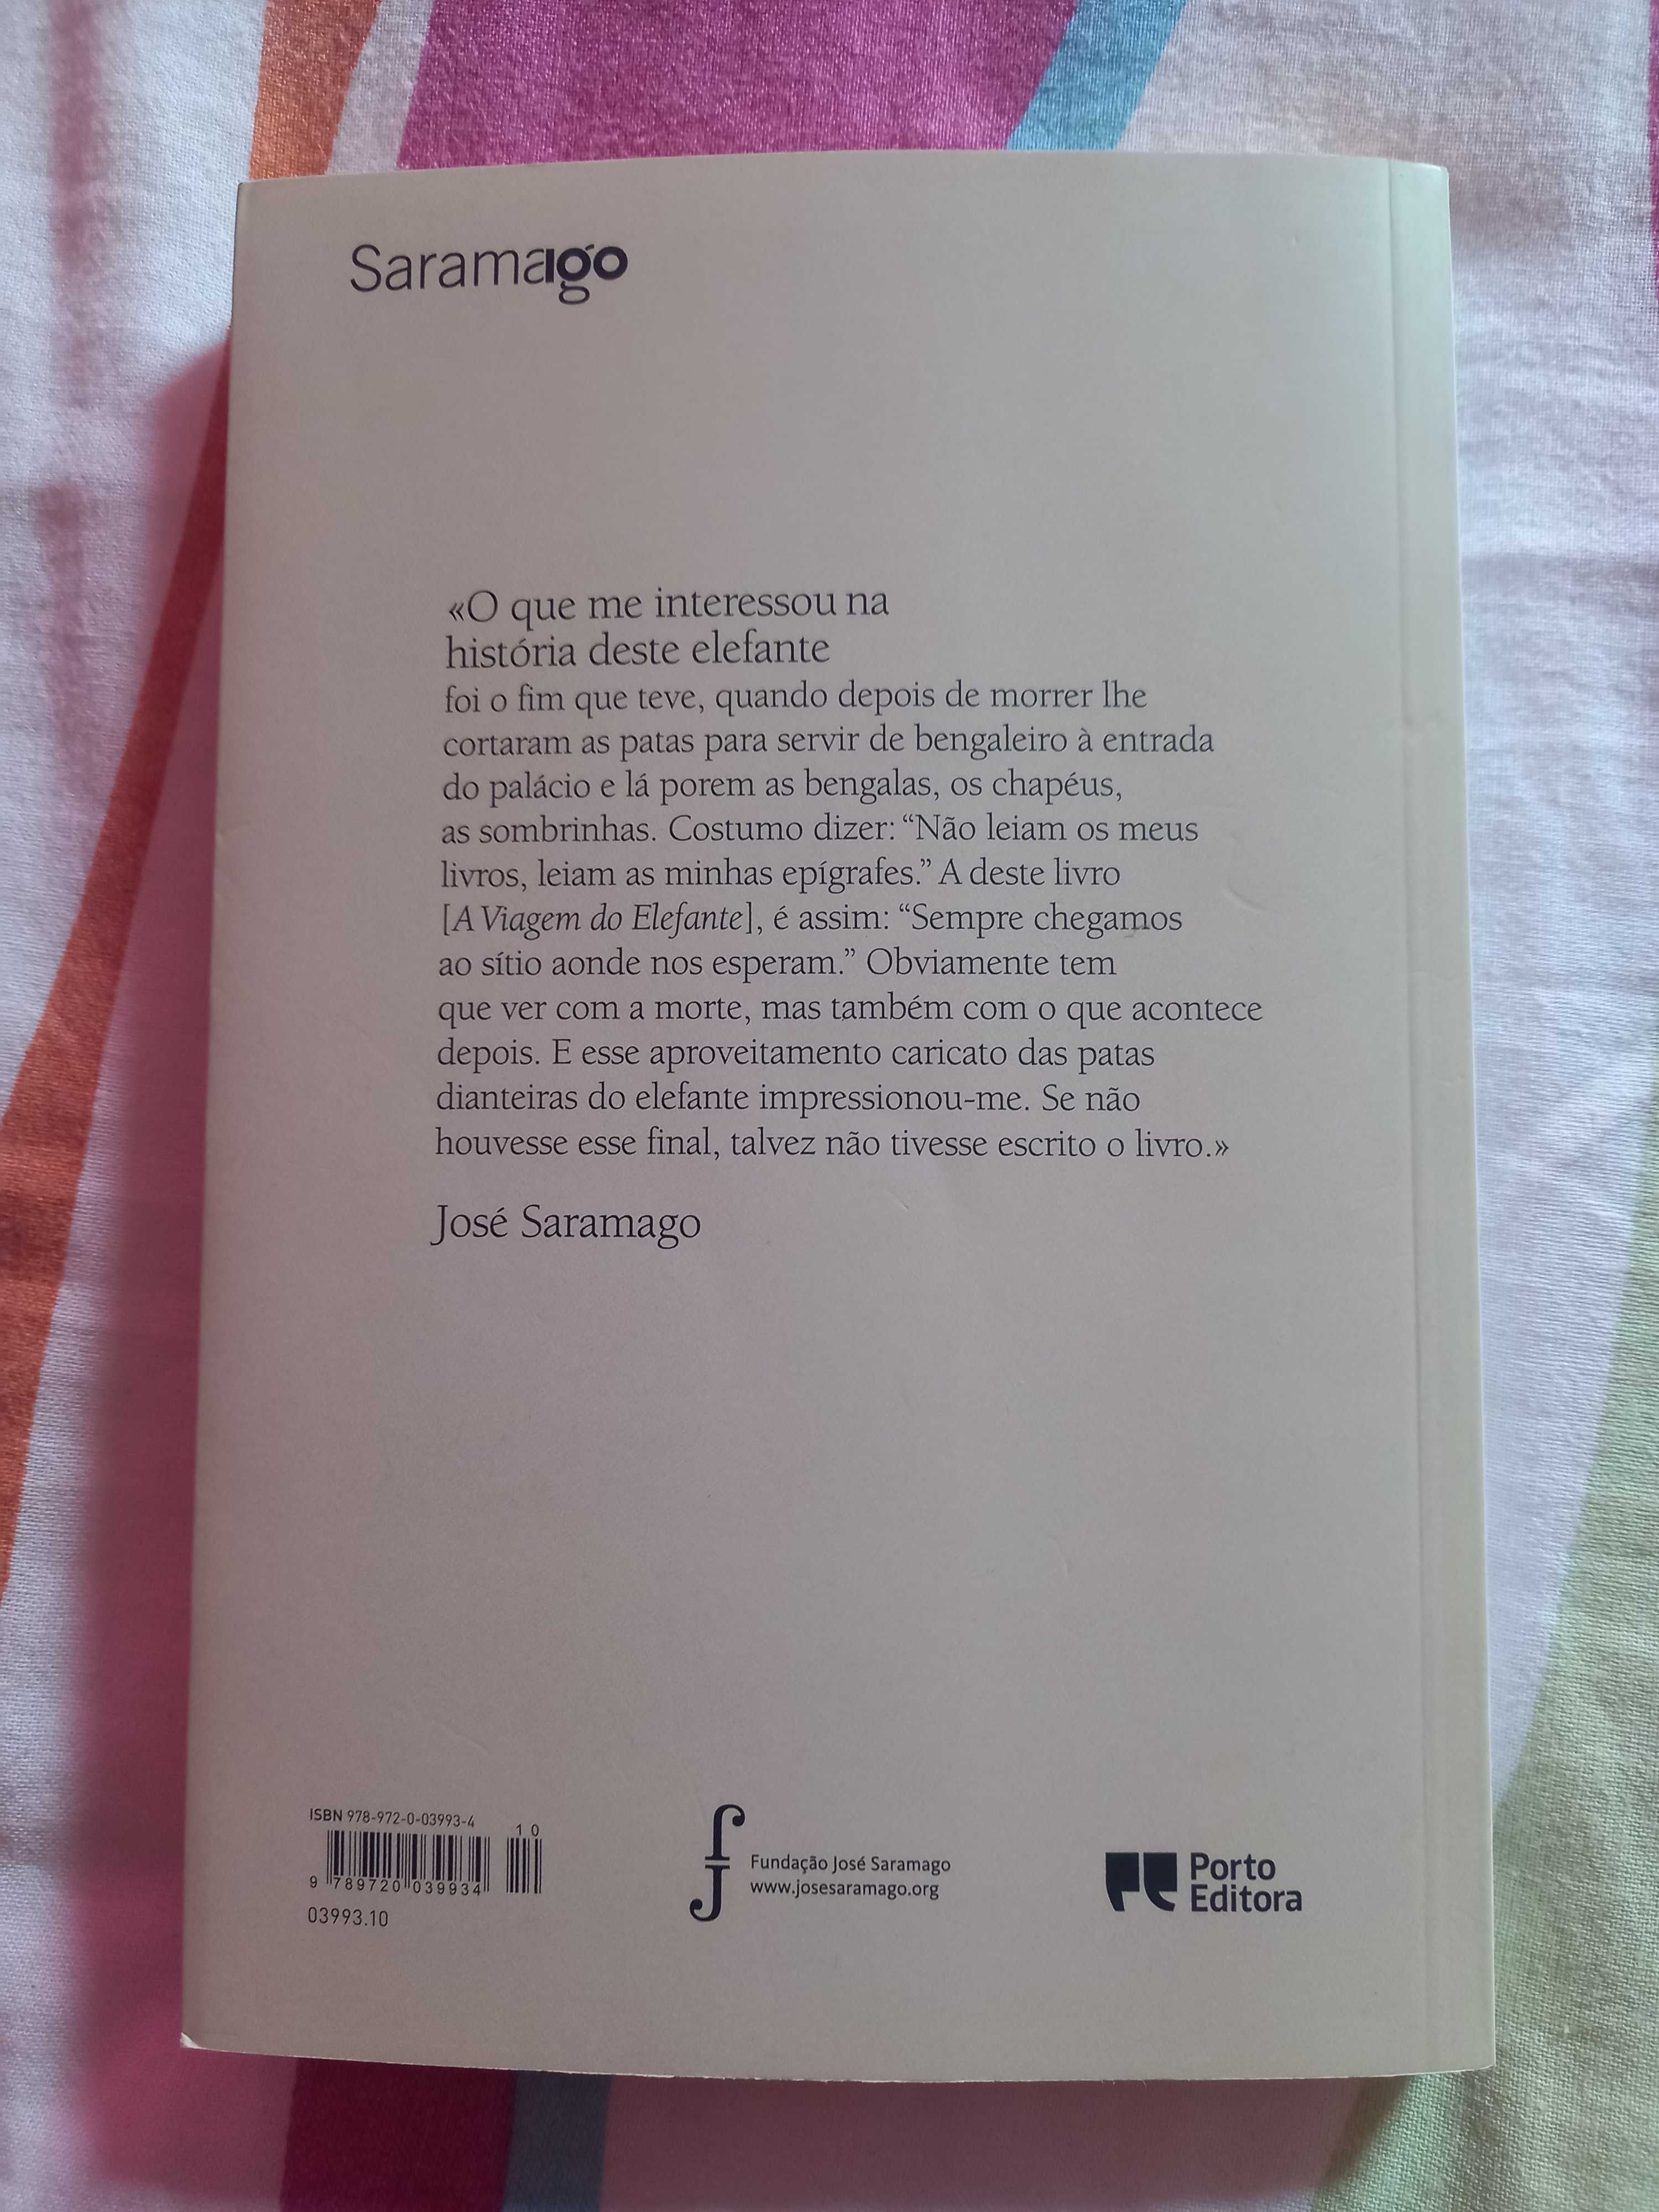 Saramago
«O que me interessou na
história deste elefante
foi o fim que teve, quando depois de morrer lhe
cortaram as patas para servir de bengaleiro à entrada
do palácio e lá porem as bengalas, os chapéus,
as sombrinhas. Costumo dizer: “Não leiam os meus
livros, leiam as minhas epígrafes.” A deste livro
[A Viagem do Elefante], é assim: “Sempre chegamos
ao sítio aonde nos esperam.” Obviamente tem
que ver com a morte, mas também com o que acontece
depois. E esse aproveitamento caricato das patas
dianteiras do elefante impressionou-me. Se não
houvesse esse final, talvez não tivesse escrito o livro.»
José Saramago
ISBN 978-972-0-03993-4
10
9 789720 039934
03993.10
Fundação José Saramago
www.josesaramago.org
Porto
Editora